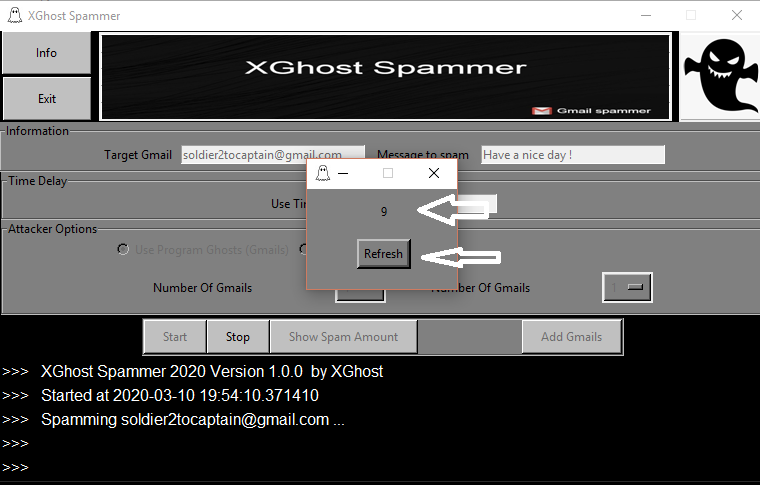 XGhost Spammer
Info
Exit
XGhost Spammer
Gmail spammer
Information
Target Gmail soldier2tocaptain@gmail.com Message to spam Have a nice day !
Time Delay
Use Ti
9
Attacker Options
Use Program Ghosts (Gmails)
Refresh
Number Of Gmails Number Of Gmails 1
Start Stop Show Spam Amount Add Gmails
>>> XGhost Spammer 2020 Version 1.0.0 by XGhost
>>> Started at 2020-03-10 19:54:10.371410
>>> Spamming soldier2tocaptain@gmail.com ...
>>>
>>>